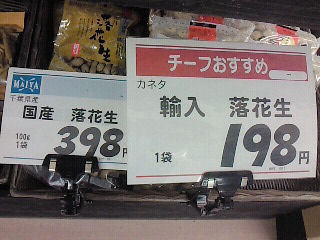 落花生
MAIYA
千葉県産
国産 落花生
100g
1袋
398円
チーフおすすめ
カネタ
輸入 落花生
1袋
198円